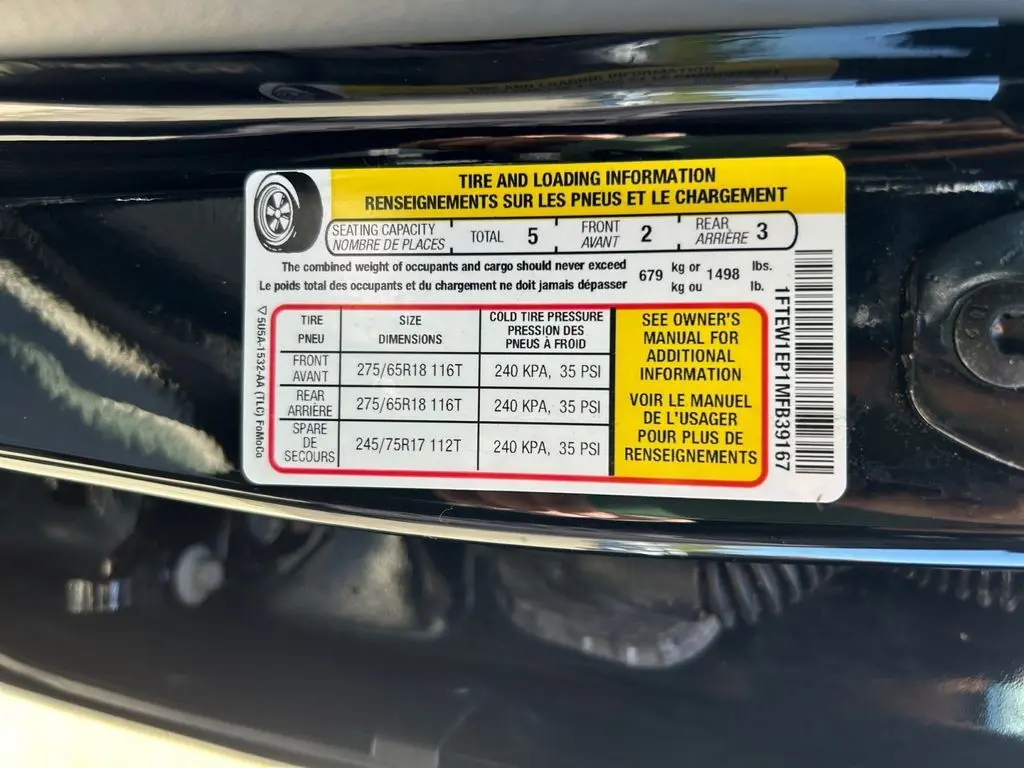 TIRE AND LOADING INFORMATION
RENSEIGNEMENTS SUR LES PNEUS ET LE CHARGEMENT
SEATING CAPACITY
NOMBRE DE PLACES
TOTAL 5
FRONT
AVANT
2
REAR
ARRIÈRE
3
The combined weight of occupants and cargo should never exceed
Le poids total des occupants et du chargement ne doit jamais dépasser
679
kg or
kg ou
1498
lbs.
lb.
TIRE
PNEU
SIZE
DIMENSIONS
COLD TIRE PRESSURE
PRESSION DES
PNEUS À FROID
FRONT
AVANT
275/65R18 116T
240 KPA, 35 PSI
REAR
ARRIÈRE
275/65R18 116T
240 KPA, 35 PSI
SPARE
DE
SECOURS
245/75R17 112T
240 KPA, 35 PSI
SEE OWNER'S
MANUAL FOR
ADDITIONAL
INFORMATION
VOIR LE MANUEL
DE L'USAGER
POUR PLUS DE
RENSEIGNEMENTS
1FTEW1EP1MFB39167
5U5A-1532-AA (TLC) FoMoCo